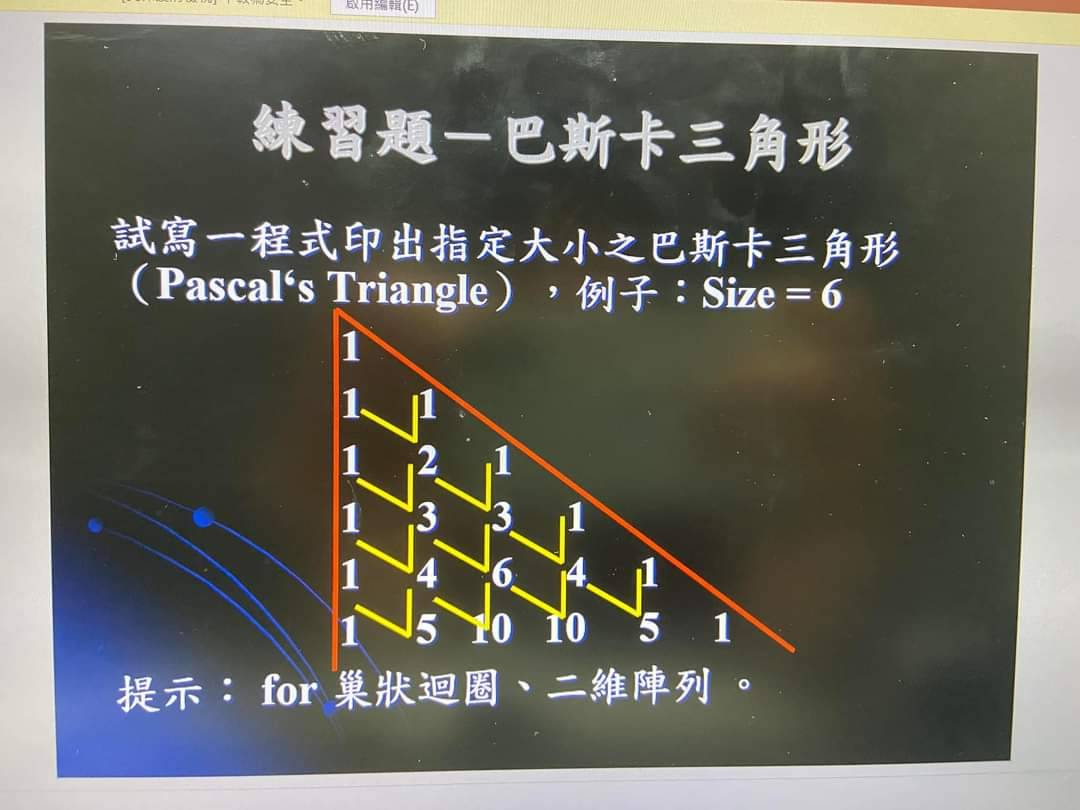 啟用編輯(E)
練習題－巴斯卡三角形
試寫一程式印出指定大小之巴斯卡三角形
（Pascal‘s Triangle），例子：Size = 6
1
1 1
1 2 1
1 3 3 1
1 4 6 4 1
1 5 10 10 5 1
提示： for 巢狀迴圈、二維陣列 。